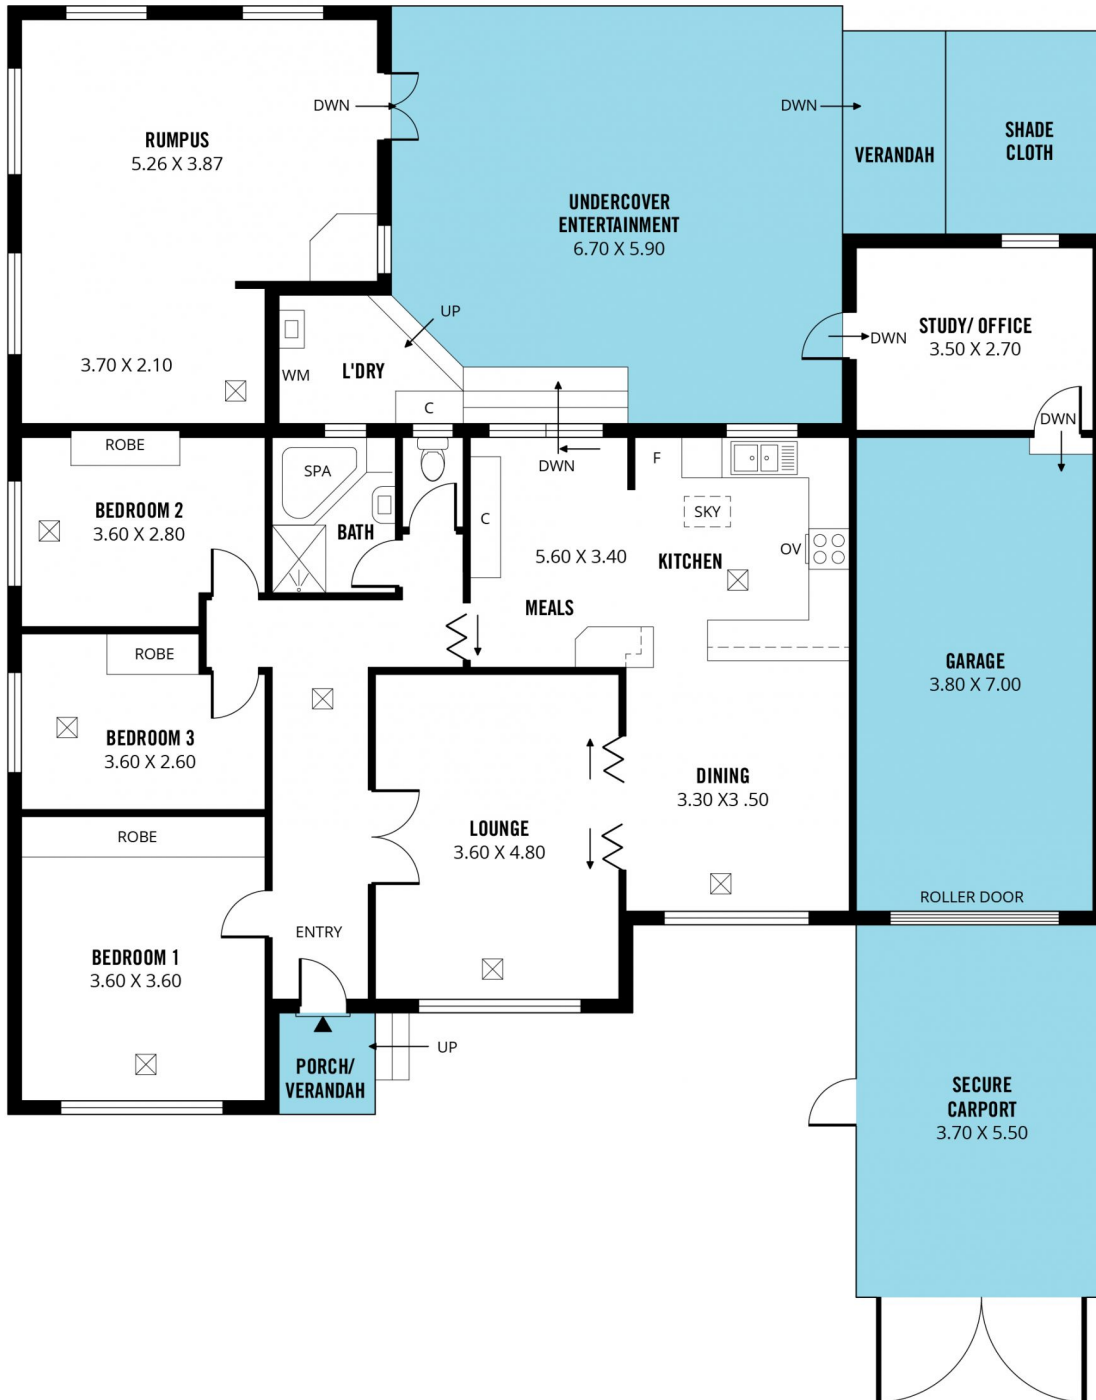 DWN
RUMPUS
5.26 X 3.87
3.70 X 2.10
UNDERCOVER
ENTERTAINMENT
6.70 X 5.90
DWN
VERANDAH
SHADE
CLOTH
UP
WM
L'DRY
C
DWN
STUDY/ OFFICE
3.50 X 2.70
DWN
ROBE
BEDROOM 2
3.60 X 2.80
SPA
BATH
C
DWN
F
SKY
5.60 X 3.40
KITCHEN
OV
MEALS
ROBE
BEDROOM 3
3.60 X 2.60
GARAGE
3.80 X 7.00
DINING
3.30 X3 .50
LOUNGE
3.60 X 4.80
ROBE
BEDROOM 1
3.60 X 3.60
ENTRY
ROLLER DOOR
PORCH/
VERANDAH
UP
SECURE
CARPORT
3.70 X 5.50